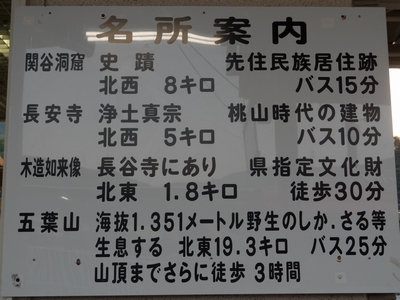 名所案内
関谷洞窟 史蹟 先住民族居住跡
北西 8キロ バス15分
長安寺 浄土真宗 桃山時代の建物
北西 5キロ バス10分
木造如来像 長谷寺にあり 県指定文化財
北東 1.8キロ 徒歩30分
五葉山 海抜1.351メートル野生のしか.さる等
生息する 北東19.3キロ バス25分
山頂までさらに徒歩 3時間